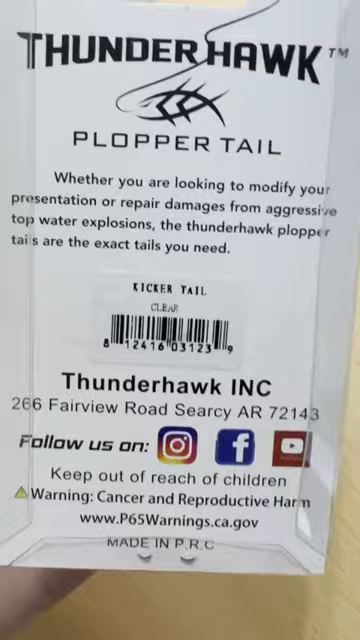 THUNDERHAWK™
PLOPPER TAIL
Whether you are looking to modify your
presentation or repair damages from aggressive
top water explosions, the thunderhawk plopper
tails are the exact tails you need.
KICKER TAIL
CLEAR
8 12416 03123 9
Thunderhawk INC
266 Fairview Road Searcy AR 72143
Follow us on:
Keep out of reach of children
Warning: Cancer and Reproductive Harm
www.P65Warnings.ca.gov
MADE IN P.R.C